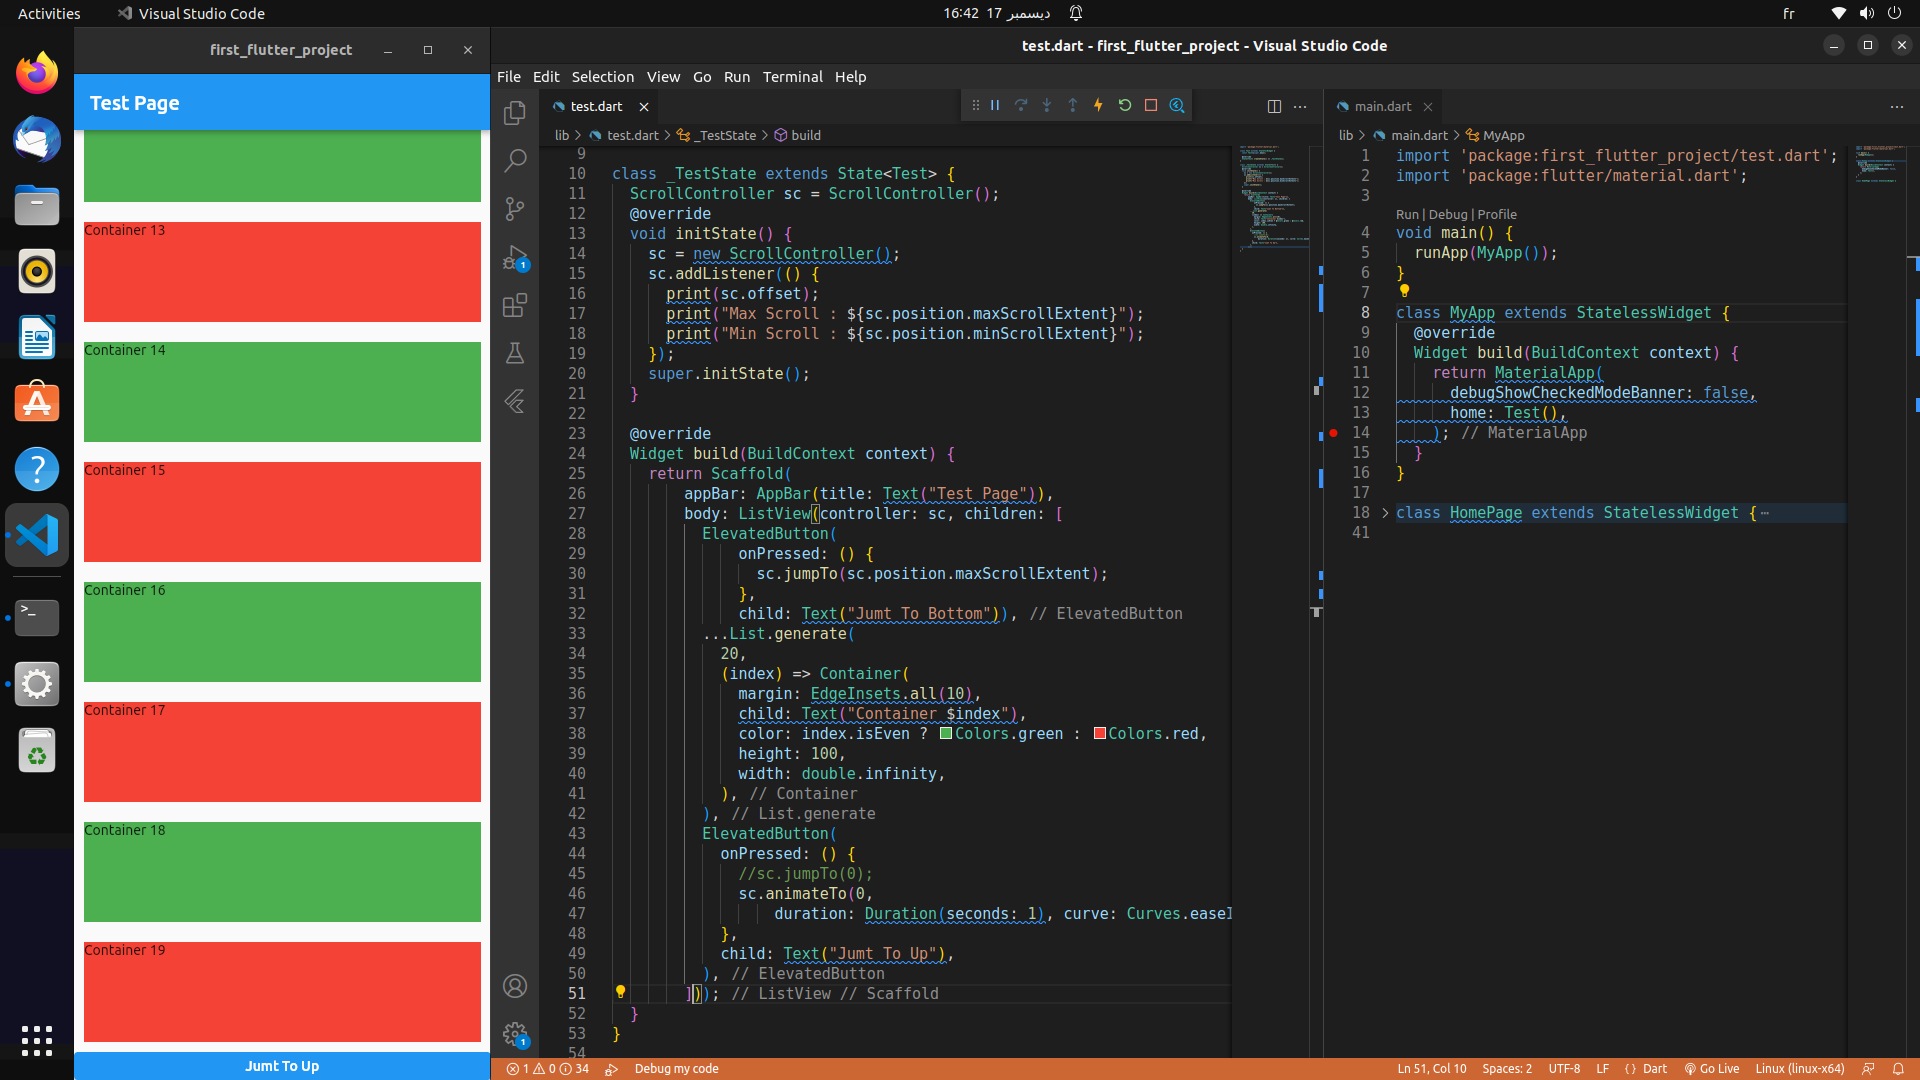 Activities
Visual Studio Code
16:42 17 ديسمبر
fr
first_flutter_project
Test Page
Container 13
Container 14
Container 15
Container 16
Container 17
Container 18
Container 19
Jumt To Up
test.dart - first_flutter_project - Visual Studio Code
File Edit Selection View Go Run Terminal Help
test.dart
lib > test.dart > _TestState > build
9
10 class _TestState extends State<Test> {
11 ScrollController sc = ScrollController();
12 @override
13 void initState() {
14 sc = new ScrollController();
15 sc.addListener(() {
16 print(sc.offset);
17 print("Max Scroll : ${sc.position.maxScrollExtent}");
18 print("Min Scroll : ${sc.position.minScrollExtent}");
19 });
20 super.initState();
21 }
22
23 @override
24 Widget build(BuildContext context) {
25 return Scaffold(
26 appBar: AppBar(title: Text("Test Page")),
27 body: ListView(controller: sc, children: [
28 ElevatedButton(
29 onPressed: () {
30 sc.jumpTo(sc.position.maxScrollExtent);
31 },
32 child: Text("Jumt To Bottom")), // ElevatedButton
33 ...List.generate(
34 20,
35 (index) => Container(
36 margin: EdgeInsets.all(10),
37 child: Text("Container $index"),
38 color: index.isEven ? Colors.green : Colors.red,
39 height: 100,
40 width: double.infinity,
41 ), // Container
42 ), // List.generate
43 ElevatedButton(
44 onPressed: () {
45 //sc.jumpTo(0);
46 sc.animateTo(0,
47 duration: Duration(seconds: 1), curve: Curves.easeI
48 },
49 child: Text("Jumt To Up"),
50 ), // ElevatedButton
51 ])); // ListView // Scaffold
52 }
53 }
54
main.dart
lib > main.dart > MyApp
1 import 'package:first_flutter_project/test.dart';
2 import 'package:flutter/material.dart';
3
Run | Debug | Profile
4 void main() {
5 runApp(MyApp());
6 }
7
8 class MyApp extends StatelessWidget {
9 @override
10 Widget build(BuildContext context) {
11 return MaterialApp(
12 debugShowCheckedModeBanner: false,
13 home: Test(),
14 ); // MaterialApp
15 }
16 }
17
18 class HomePage extends StatelessWidget {⋯
41
1
1
1 0 34
Debug my code
Ln 51, Col 10 Spaces: 2 UTF-8 LF {} Dart Go Live Linux (linux-x64)